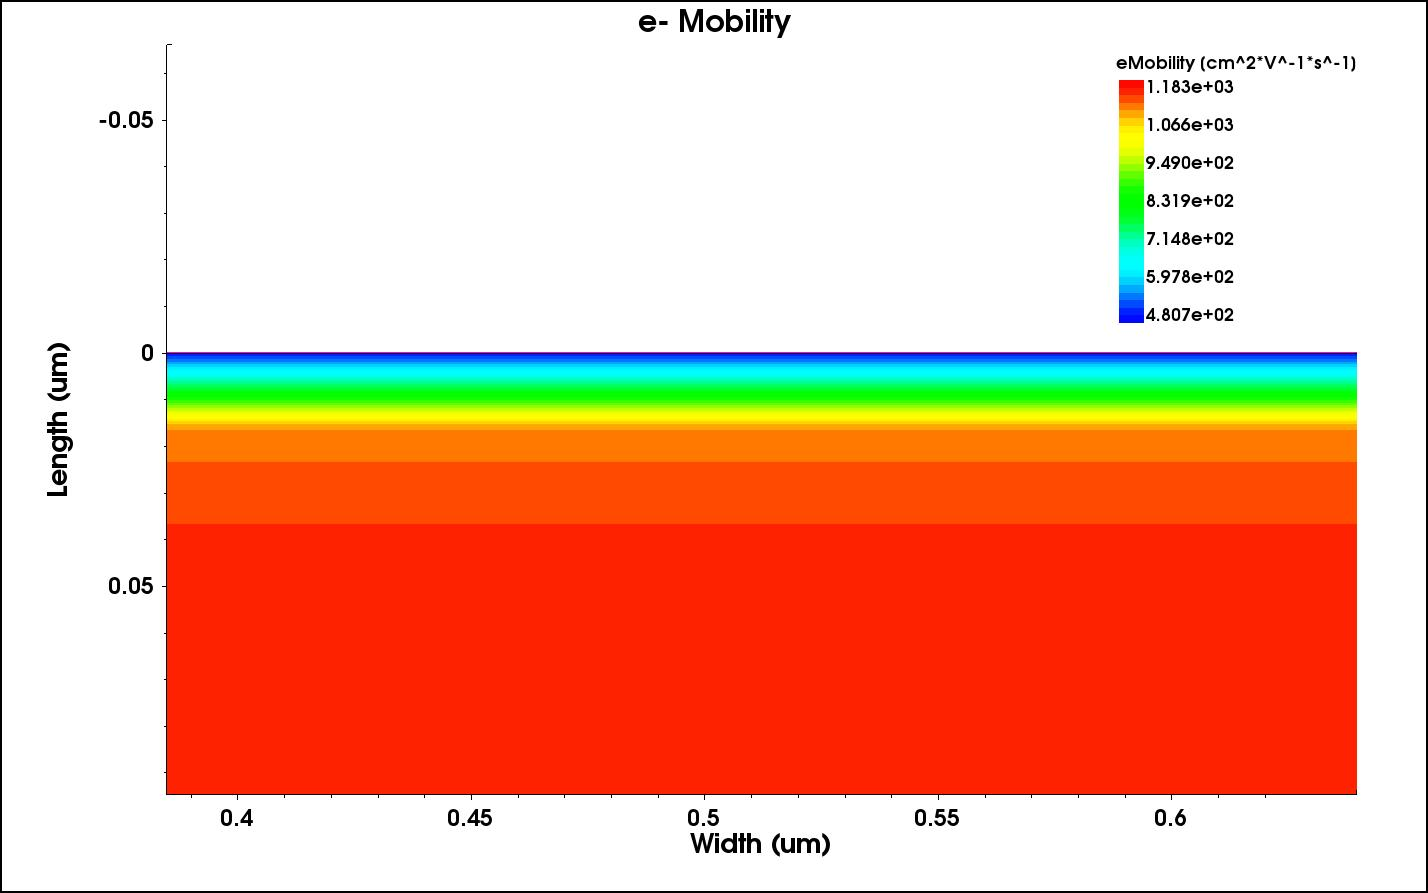 e- Mobility
eMobility (cm^2*V^-1*s^-1)
1.183e+03
1.066e+03
9.490e+02
8.319e+02
7.148e+02
5.978e+02
4.807e+02
-0.05
0
0.05
Length (um)
0.4 0.45 0.5 0.55 0.6
Width (um)